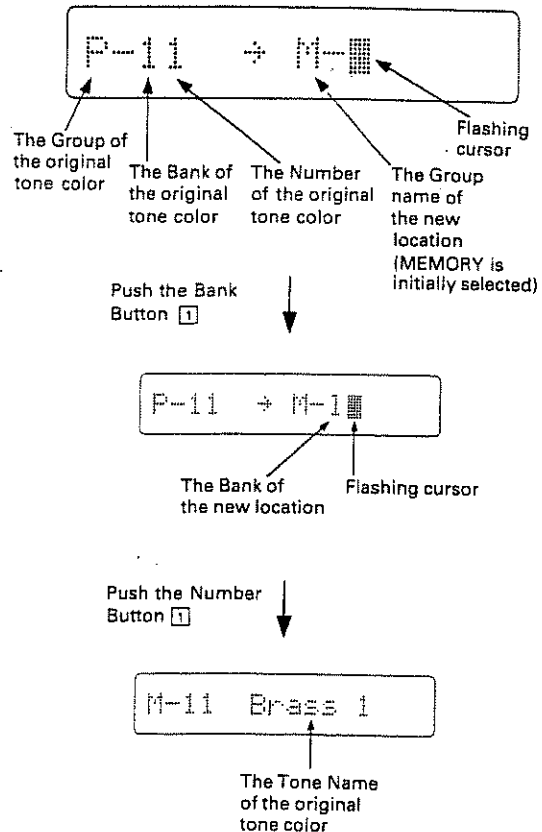 P-11 → M-
The Group of
the original
tone color
The Bank of
the original
tone color
The Number
of the original
tone color
The Group
name of
the new
location
(MEMORY is
initially selected)
Flashing
cursor
Push the Bank
Button 1
P-11 → M-1
The Bank of
the new location
Flashing cursor
Push the Number
Button 1
M-11 Brass 1
The Tone Name
of the original
tone color